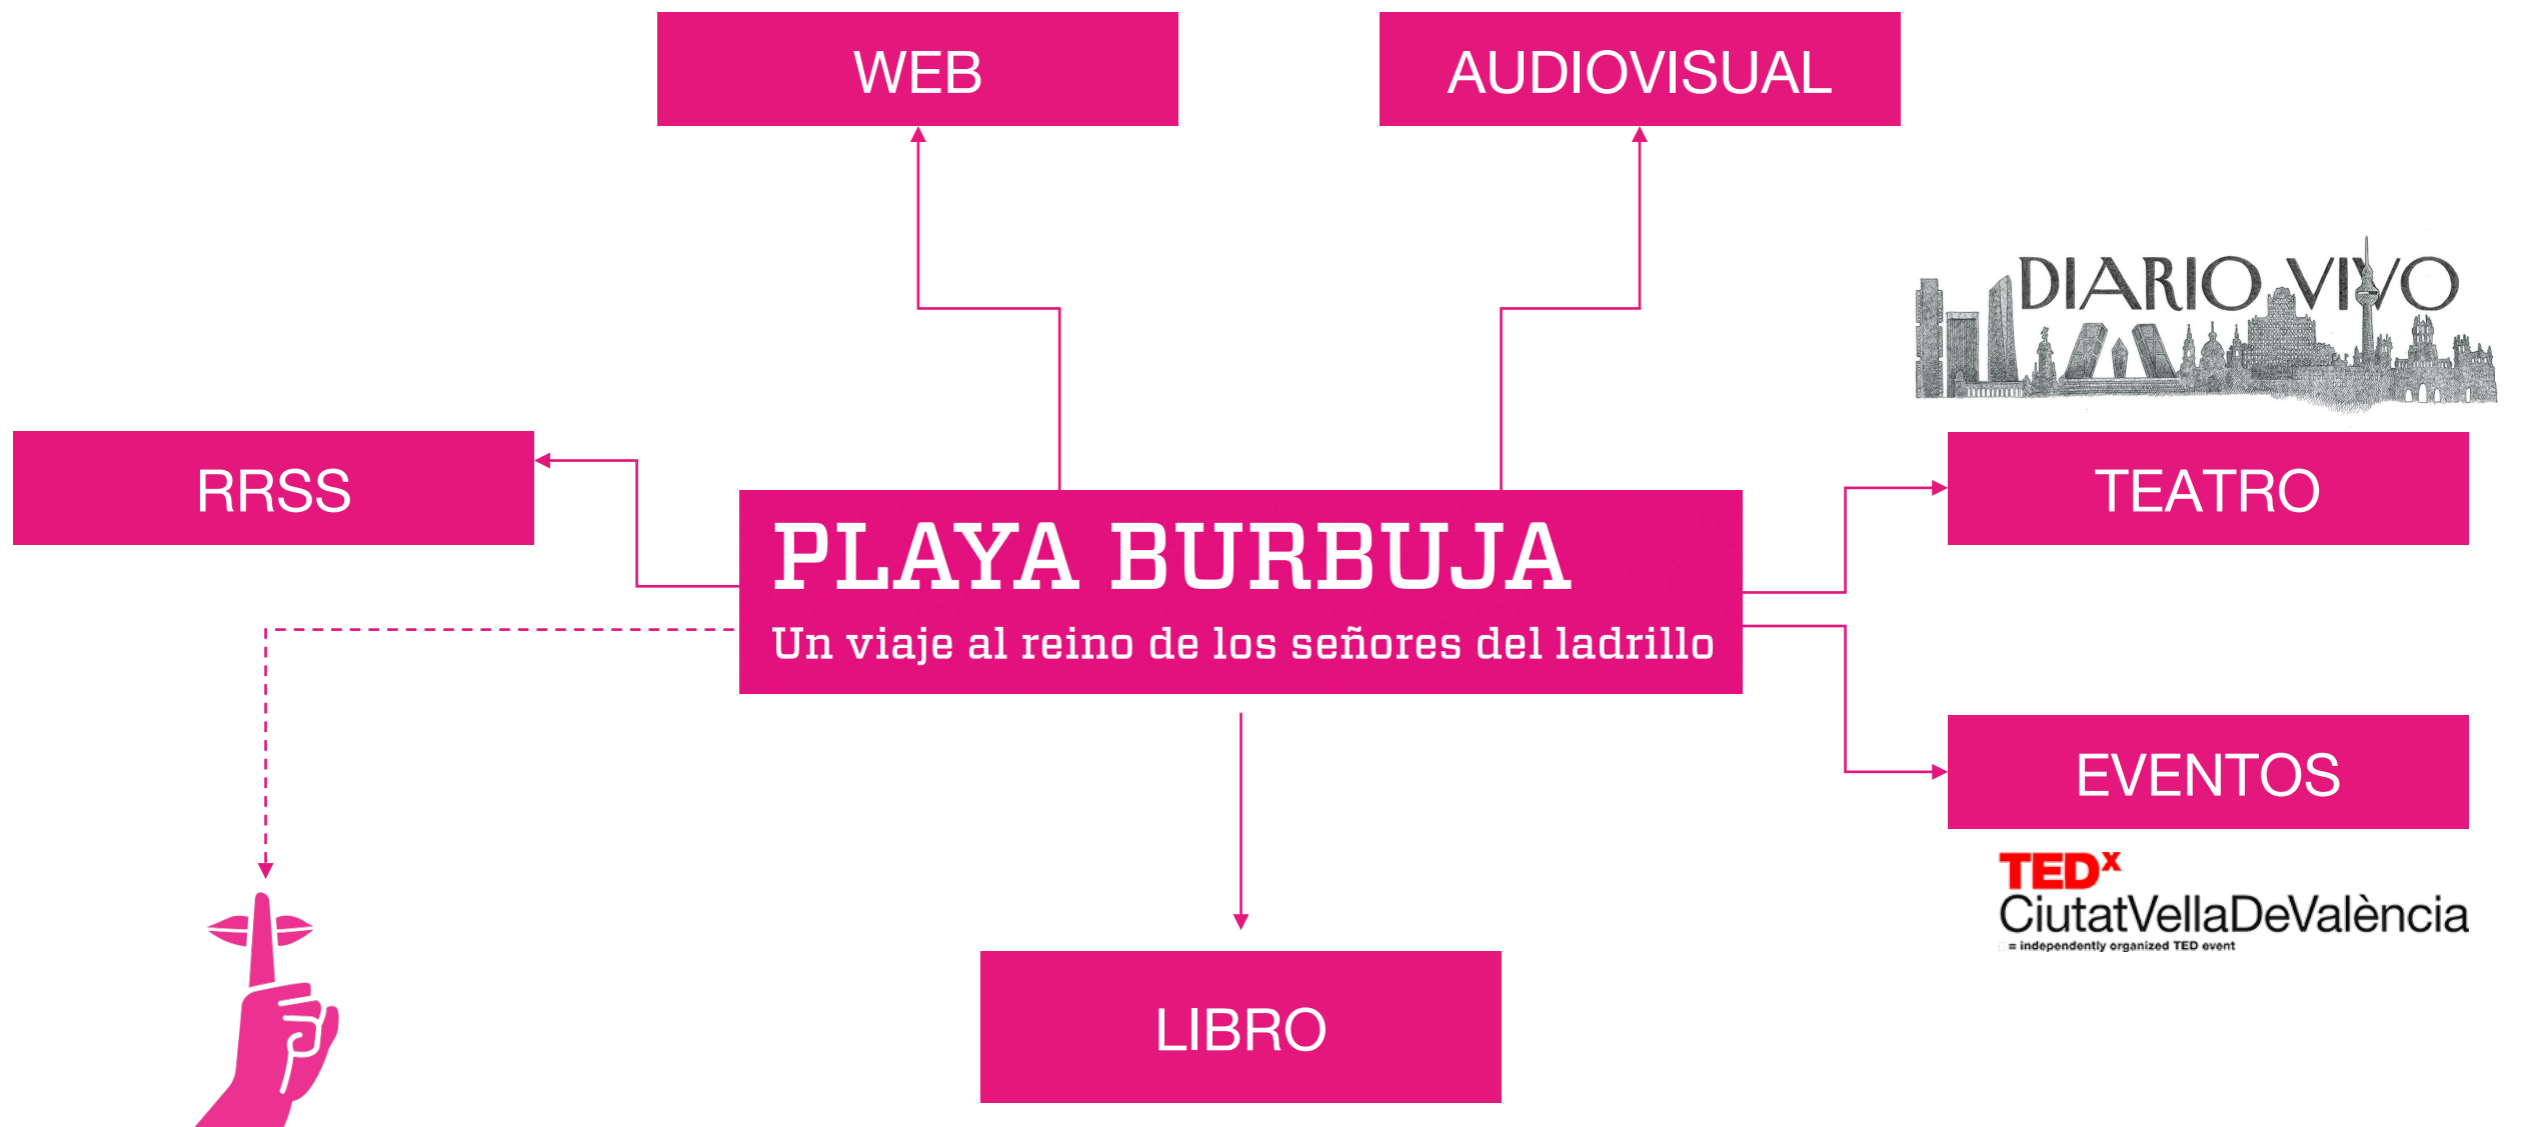 WEB
AUDIOVISUAL
DIARIO VIVO
RRSS
TEATRO
PLAYA BURBUJA
Un viaje al reino de los señores del ladrillo
EVENTOS
TEDx
CiutatVellaDeValència
= independently organized TED event
LIBRO